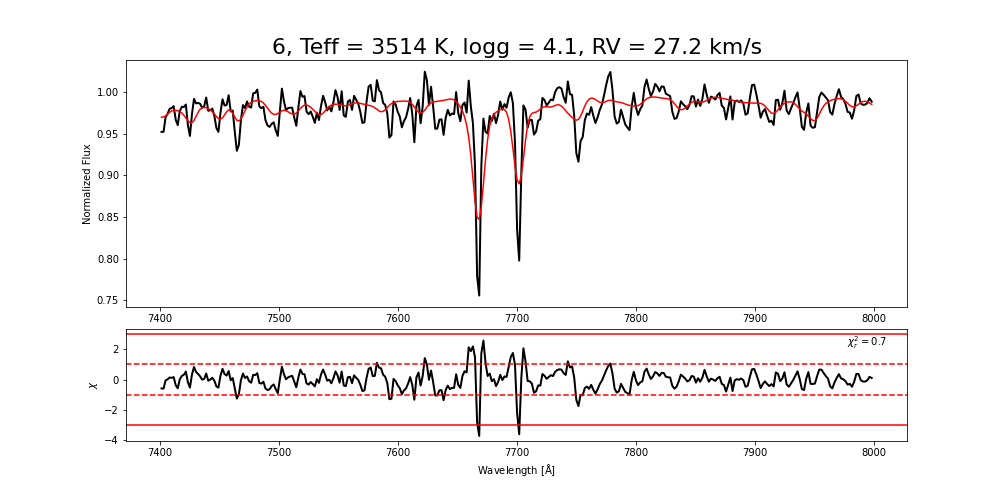 6, Teff = 3514 K, logg = 4.1, RV = 27.2 km/s
Normalized Flux
1.00
0.95
0.90
0.85
0.80
0.75
7400 7500 7600 7700 7800 7900 8000
χ
2
0
−2
−4
χ²ᵣ = 0.7
7400 7500 7600 7700 7800 7900 8000
Wavelength [Å]